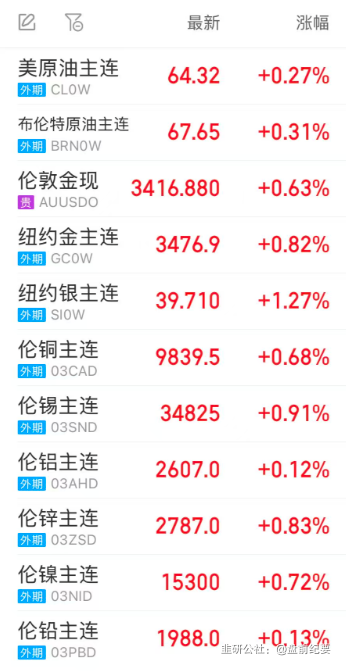 最新 涨幅
美原油主连 64.32 +0.27%
外期 CL0W
布伦特原油主连 67.65 +0.31%
外期 BRN0W
伦敦金现 3416.880 +0.63%
贵 AUUSDO
纽约金主连 3476.9 +0.82%
外期 GC0W
纽约银主连 39.710 +1.27%
外期 SI0W
伦铜主连 9839.5 +0.68%
外期 03CAD
伦锡主连 34825 +0.91%
外期 03SND
伦铝主连 2607.0 +0.12%
外期 03AHD
伦锌主连 2787.0 +0.83%
外期 03ZSD
伦镍主连 15300 +0.72%
外期 03NID
伦铅主连 1988.0 +0.13%
外期 03PBD
韭研公社：@盘前纪要